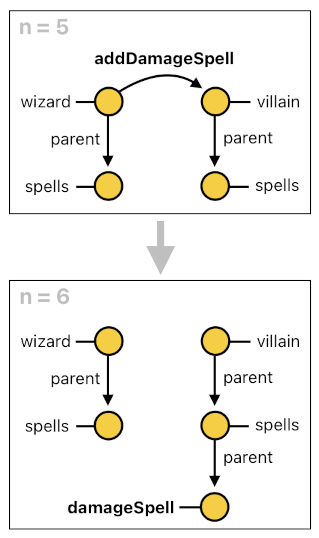 n = 5
addDamageSpell
wizard
villain
parent
parent
spells
spells
n = 6
wizard
villain
parent
parent
spells
spells
parent
damageSpell